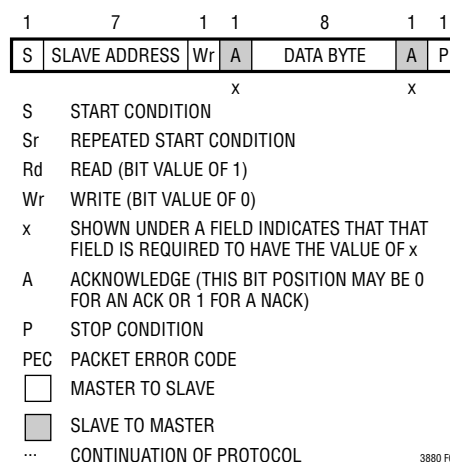 1 7 1 1 8 1 1
S SLAVE ADDRESS Wr A DATA BYTE A P
x x
S START CONDITION
Sr REPEATED START CONDITION
Rd READ (BIT VALUE OF 1)
Wr WRITE (BIT VALUE OF 0)
x SHOWN UNDER A FIELD INDICATES THAT THAT
FIELD IS REQUIRED TO HAVE THE VALUE OF x
A ACKNOWLEDGE (THIS BIT POSITION MAY BE 0
FOR AN ACK OR 1 FOR A NACK)
P STOP CONDITION
PEC PACKET ERROR CODE
MASTER TO SLAVE
SLAVE TO MASTER
... CONTINUATION OF PROTOCOL
3880